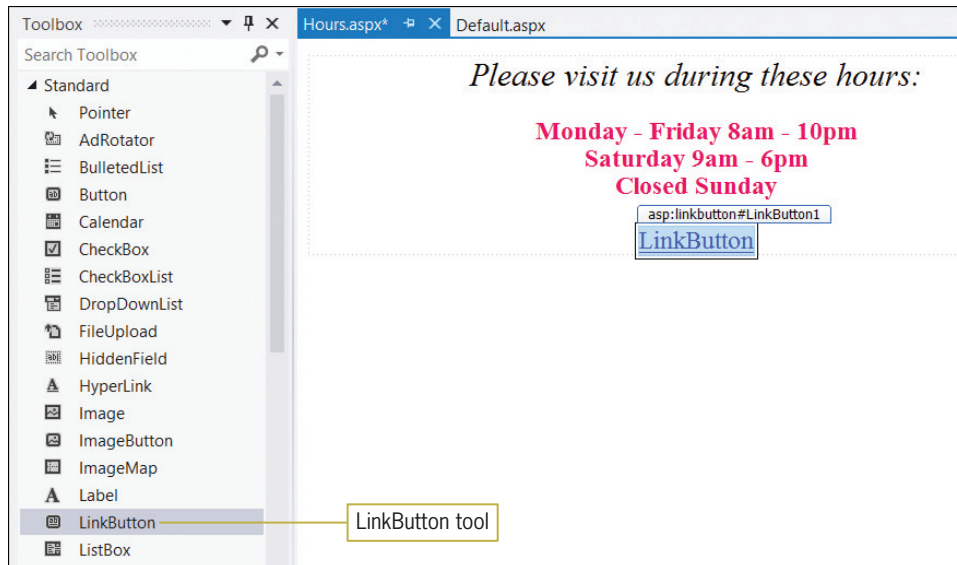 Toolbox
Search Toolbox
Standard
Pointer
AdRotator
BulletedList
Button
Calendar
CheckBox
CheckBoxList
DropDownList
FileUpload
HiddenField
HyperLink
Image
ImageButton
ImageMap
Label
LinkButton
ListBox
LinkButton tool
Hours.aspx*
Default.aspx
Please visit us during these hours:
Monday - Friday 8am - 10pm
Saturday 9am - 6pm
Closed Sunday
asp:linkbutton#LinkButton1
LinkButton